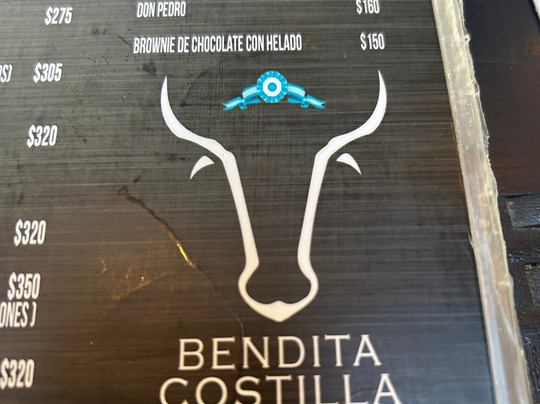 $275
DON PEDRO $160
BROWNIE DE CHOCOLATE CON HELADO $150
$305
$320
$320
$350
ONES )
$320
BENDITA
COSTILLA